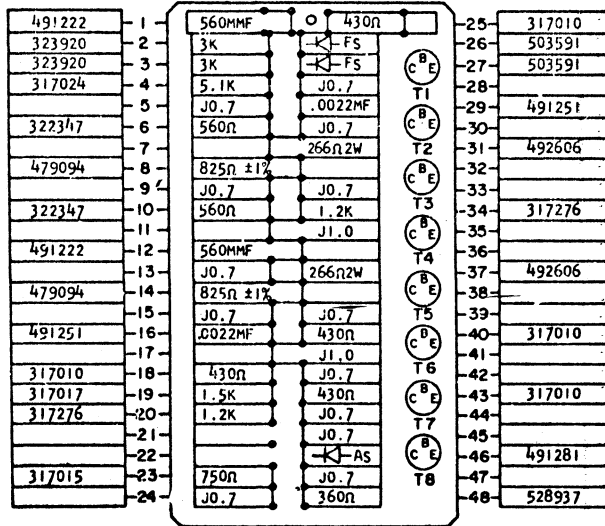 491222 1 560MMF 430Ω 25 317010
323920 2 3K FS 26 503591
323920 3 3K FS 27 503591
317024 4 5.1K J0.7 28
5 J0.7 .0022MF 29 491251
322347 6 560Ω J0.7 30
7 266Ω2W 31 492606
479094 8 825Ω ±1% 32
9 J0.7 J0.7 33
322347 10 560Ω 1.2K 34 317276
11 J1.0 35
491222 12 560MMF 36
13 J0.7 266Ω2W 37 492606
479094 14 825Ω ±1% 38
15 J0.7 J0.7 39
491251 16 .0022MF 430Ω 40 317010
17 J1.0 41
317010 18 430Ω J0.7 42
317017 19 1.5K 430Ω 43 317010
317276 20 1.2K J0.7 44
21 J0.7 45
22 AS 46 491281
317015 23 750Ω J0.7 47
24 J0.7 360Ω 48 528937
C B E
T1
C B E
T2
C B E
T3
C B E
T4
C B E
T5
C B E
T6
C B E
T7
C B E
T8